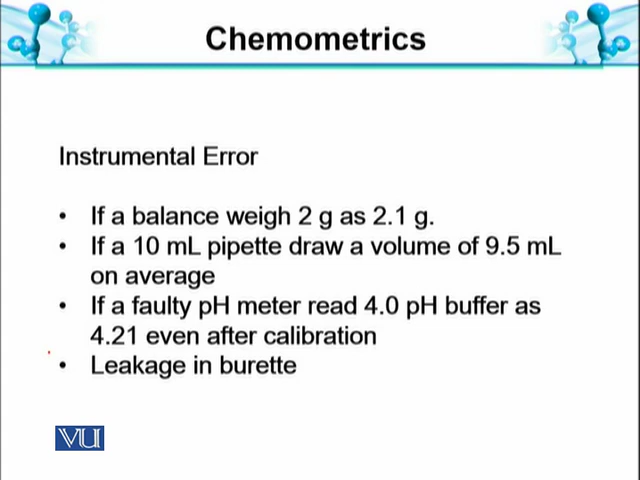 Chemometrics
Instrumental Error
• If a balance weigh 2 g as 2.1 g.
• If a 10 mL pipette draw a volume of 9.5 mL
on average
• If a faulty pH meter read 4.0 pH buffer as
4.21 even after calibration
• Leakage in burette
VU